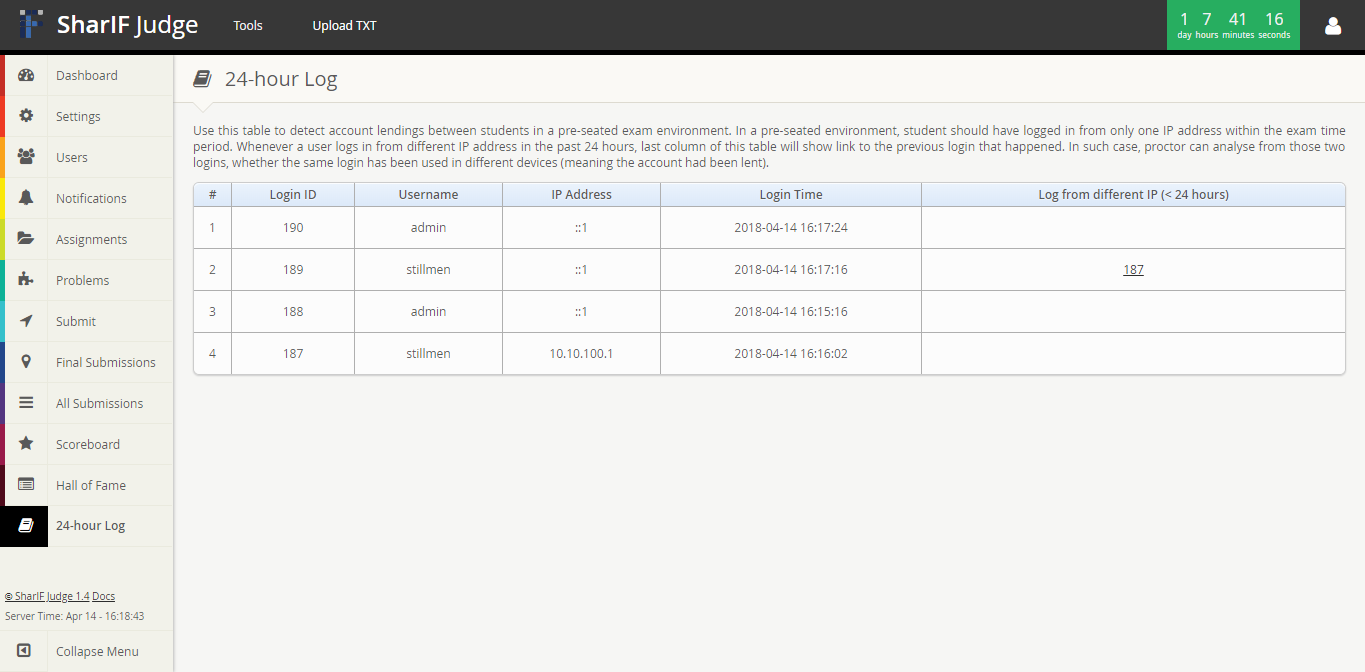 SharIF Judge Tools Upload TXT 1 7 41 16
day hours minutes seconds
Dashboard
Settings
Users
Notifications
Assignments
Problems
Submit
Final Submissions
All Submissions
Scoreboard
Hall of Fame
24-hour Log
© SharIF Judge 1.4 Docs
Server Time: Apr 14 - 16:18:43
Collapse Menu
24-hour Log
Use this table to detect account lendings between students in a pre-seated exam environment. In a pre-seated environment, student should have logged in from only one IP address within the exam time
period. Whenever a user logs in from different IP address in the past 24 hours, last column of this table will show link to the previous login that happened. In such case, proctor can analyse from those two
logins, whether the same login has been used in different devices (meaning the account had been lent).
# Login ID Username IP Address Login Time Log from different IP (< 24 hours)
1 190 admin ::1 2018-04-14 16:17:24
2 189 stillmen ::1 2018-04-14 16:17:16 187
3 188 admin ::1 2018-04-14 16:15:16
4 187 stillmen 10.10.100.1 2018-04-14 16:16:02